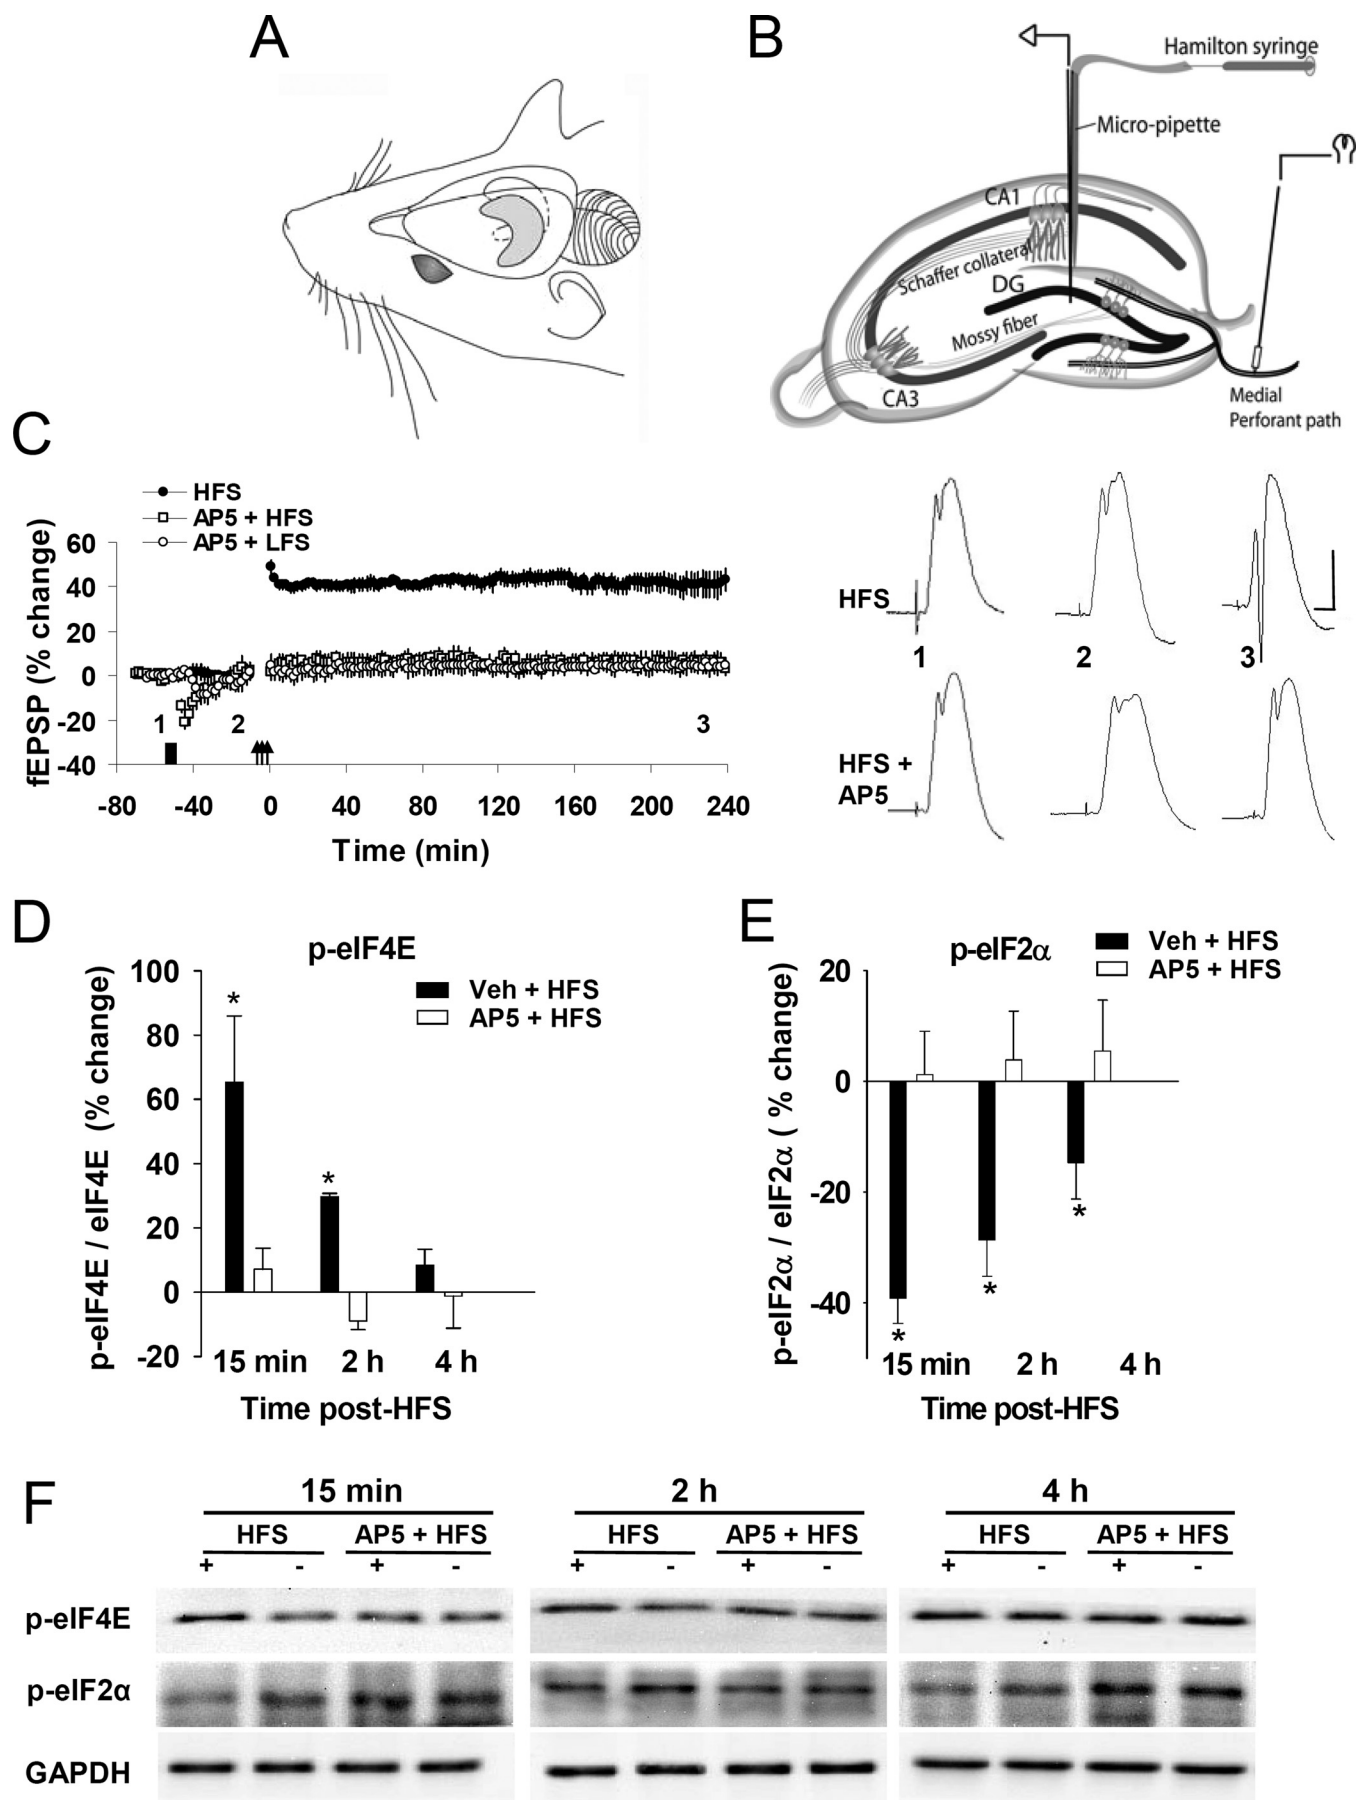 A
B
Hamilton syringe
Micro-pipette
CA1
Schaffer collateral
DG
Mossy fiber
CA3
Medial
Perforant path
C
HFS
AP5 + HFS
AP5 + LFS
fEPSP (% change)
60
40
20
0
-20
-40
1
2
3
-80
-40
0
40
80
120
160
200
240
Time (min)
HFS
1
2
3
HFS +
AP5
D
p-eIF4E
Veh + HFS
AP5 + HFS
p-eIF4E / eIF4E (% change)
100
80
60
40
20
0
-20
*
*
15 min
2 h
4 h
Time post-HFS
E
p-eIF2α
Veh + HFS
AP5 + HFS
p-eIF2α / eIF2α ( % change)
20
0
-20
-40
*
*
*
15 min
2 h
4 h
Time post-HFS
F
15 min
2 h
4 h
HFS
AP5 + HFS
HFS
AP5 + HFS
HFS
AP5 + HFS
+ - + - + - + - + - + -
p-eIF4E
p-eIF2α
GAPDH